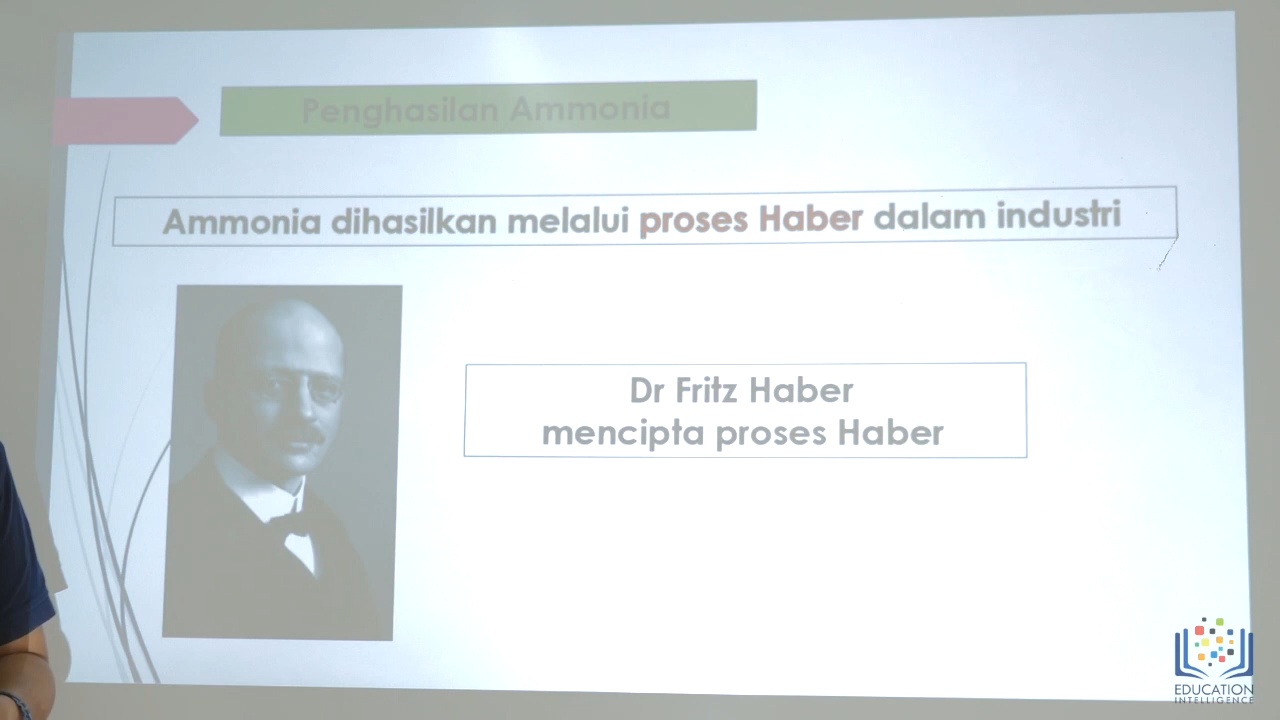 Penghasilan Ammonia
Ammonia dihasilkan melalui proses Haber dalam industri
Dr Fritz Haber
mencipta proses Haber
EDUCATION
INTELLIGENCE